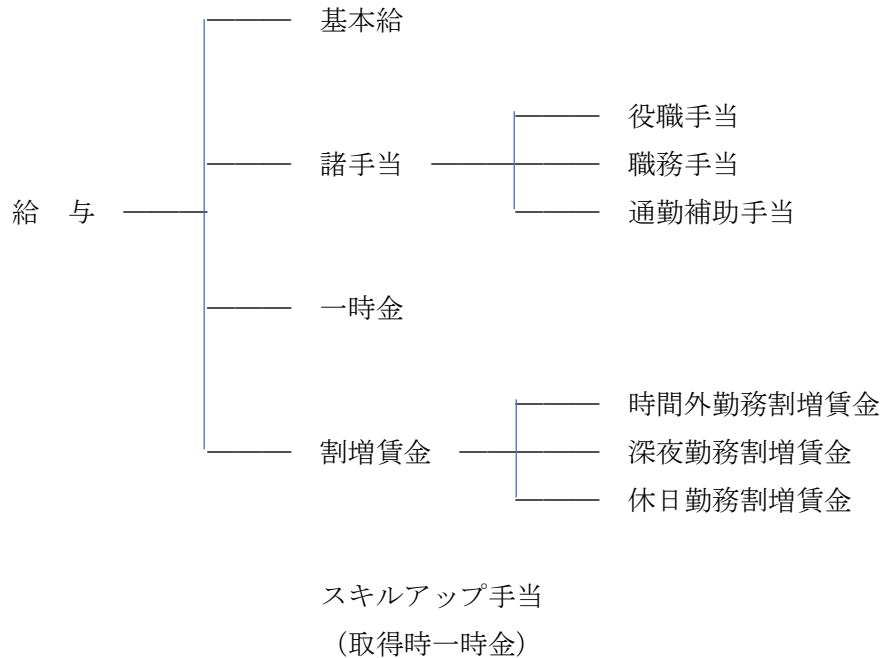 基本給
役職手当
諸手当
職務手当
給　与
通勤補助手当
一時金
時間外勤務割増賃金
割増賃金
深夜勤務割増賃金
休日勤務割増賃金
スキルアップ手当
（取得時一時金）